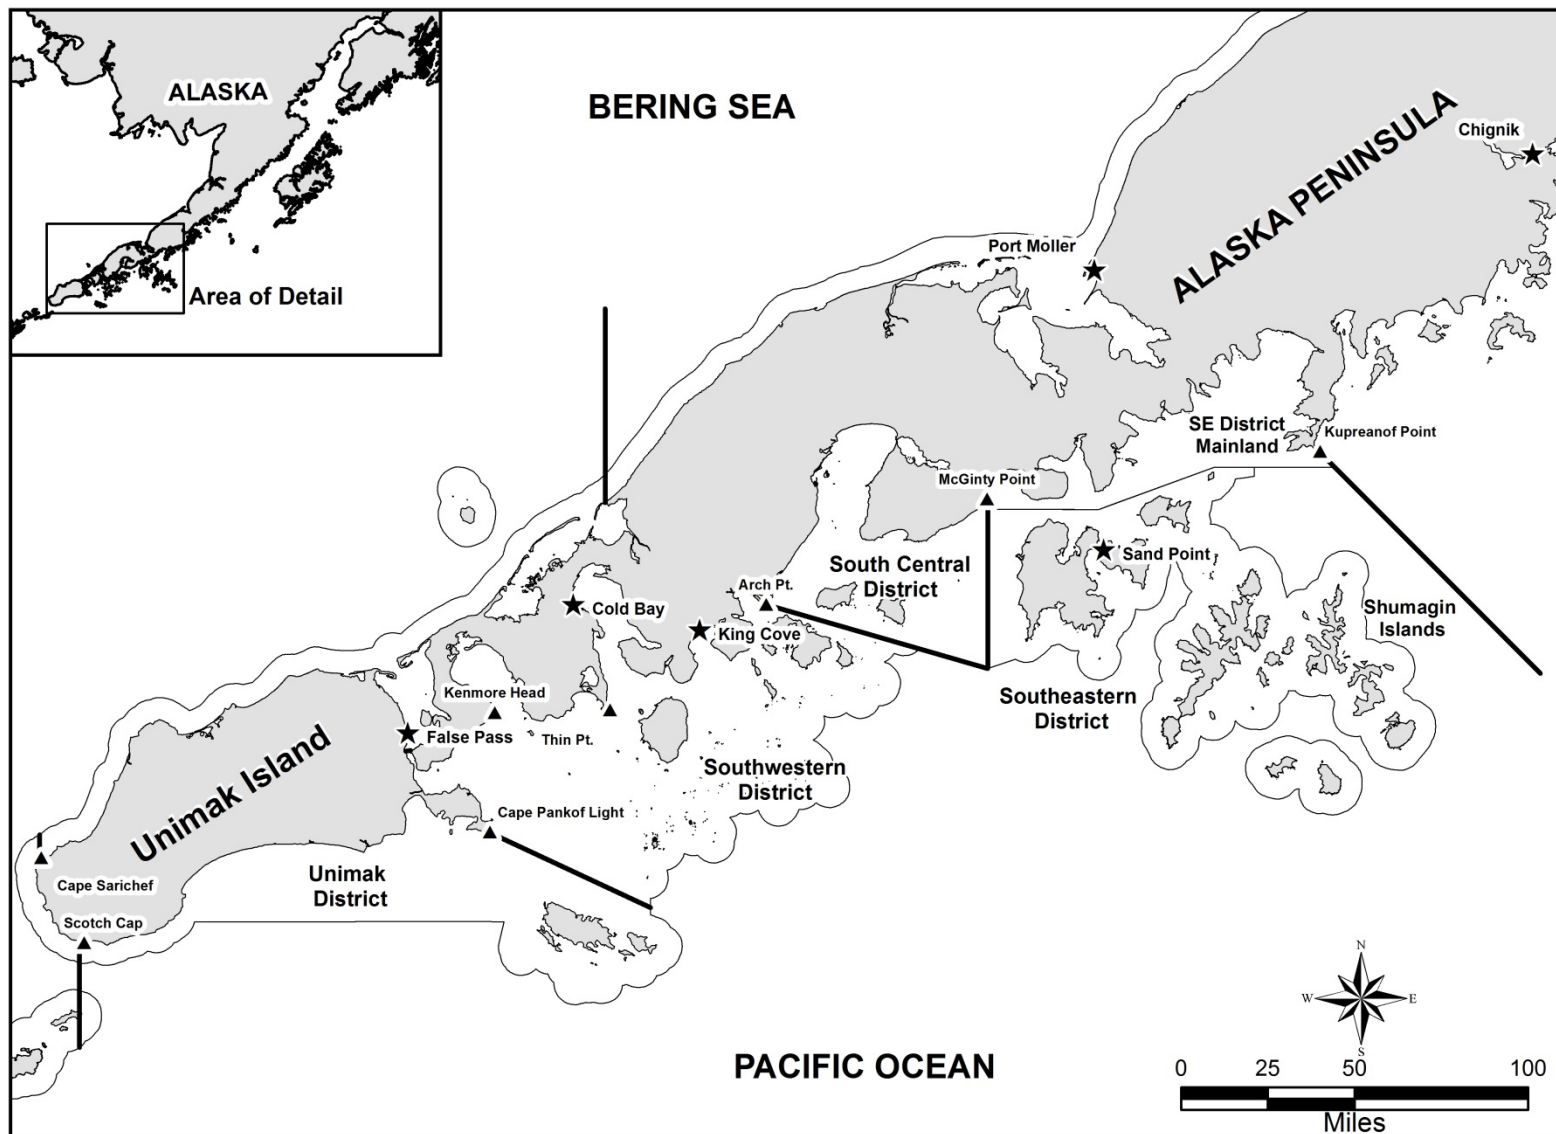 ALASKA
Area of Detail
BERING SEA
ALASKA PENINSULA
Chignik
Port Moller
SE District
Mainland
Kupreanof Point
McGinty Point
Sand Point
South Central
District
Arch Pt.
Cold Bay
King Cove
Shumagin
Islands
Kenmore Head
False Pass
Thin Pt.
Southeastern
District
Southwestern
District
Unimak Island
Cape Pankof Light
Unimak
District
Cape Sarichef
Scotch Cap
PACIFIC OCEAN
N
W
E
S
0 25 50 100
Miles